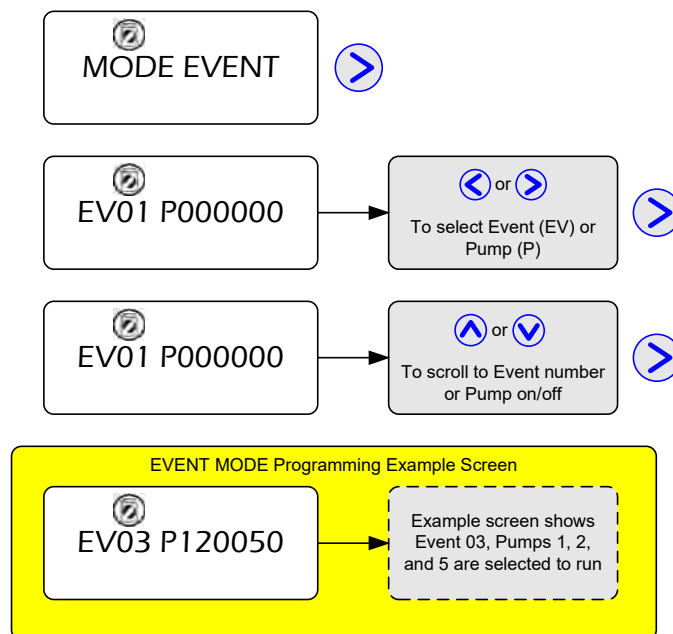 MODE EVENT
EV01 P000000
or
To select Event (EV) or
Pump (P)
EV01 P000000
or
To scroll to Event number
or Pump on/off
EVENT MODE Programming Example Screen
EV03 P120050
Example screen shows
Event 03, Pumps 1, 2,
and 5 are selected to run